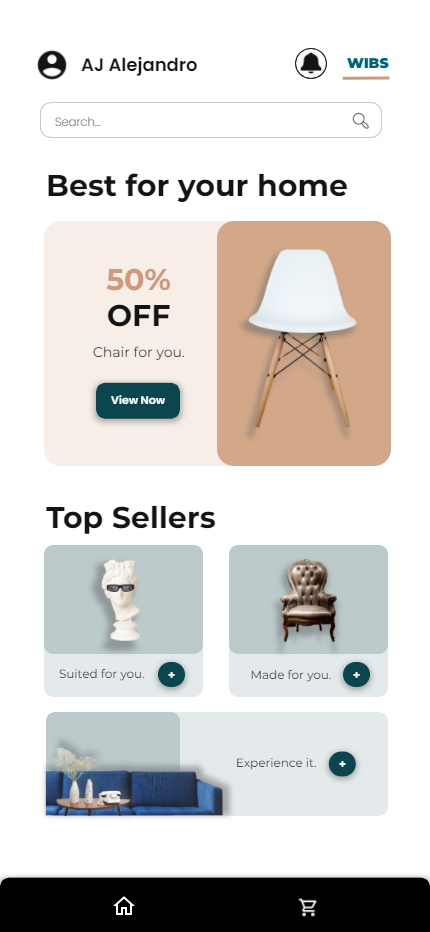 AJ Alejandro
WIBS
Search...
Best for your home
50%
OFF
Chair for you.
View Now
Top Sellers
Suited for you.
+
Made for you.
+
Experience it.
+